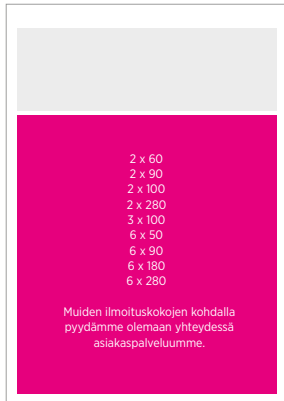 2 x 60
2 x 90
2 x 100
2 x 280
3 x 100
6 x 50
6 x 90
6 x 180
6 x 280
Muiden ilmoituskokojen kohdalla
pyydämme olemaan yhteydessä
asiakaspalveluumme.